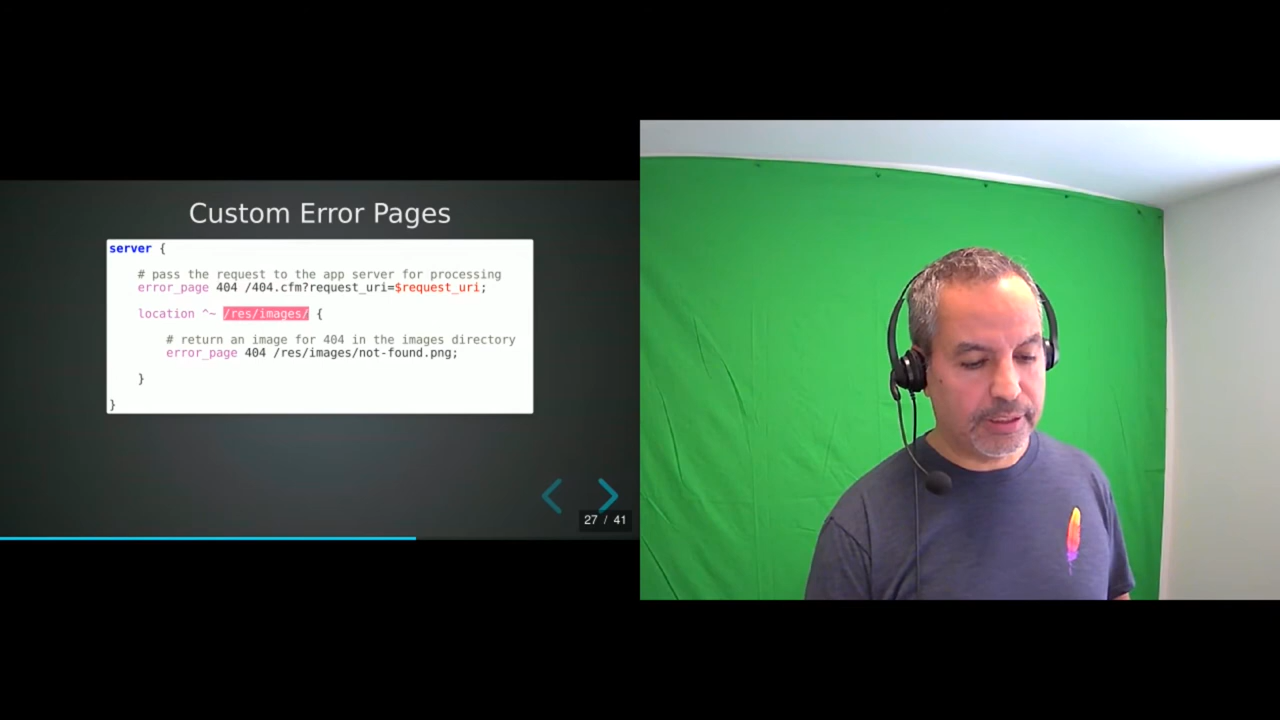 Custom Error Pages
server {
# pass the request to the app server for processing
error_page 404 /404.cfm?request_uri=$request_uri;
location ^~ /res/images/ {
# return an image for 404 in the images directory
error_page 404 /res/images/not-found.png;
}
}
27 / 41